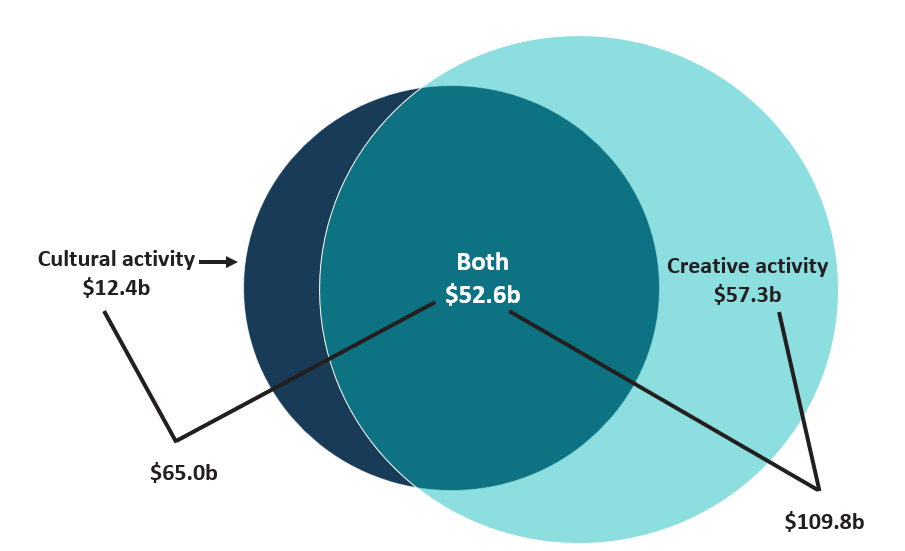 Cultural activity
$12.4b
Both
$52.6b
Creative activity
$57.3b
$65.0b
$109.8b